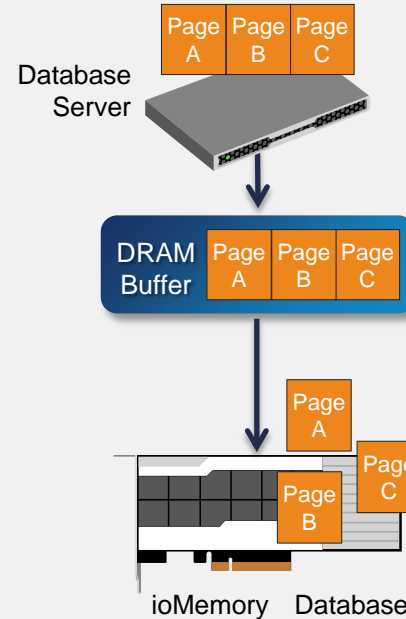 Page Page Page
A B C
Database
Server
DRAM
Buffer
Page Page Page
A B C
Page
A
Page
C
Page
B
ioMemory Database